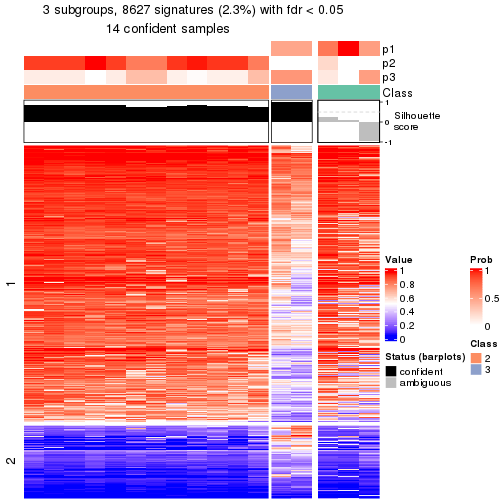 3 subgroups, 8627 signatures (2.3%) with fdr < 0.05
14 confident samples
p1
p2
p3
Class
1
0
-1
Silhouette
score
1
2
Value
1
0.8
0.6
0.4
0.2
0
Prob
1
0.5
0
Status (barplots)
confident
ambiguous
Class
2
3